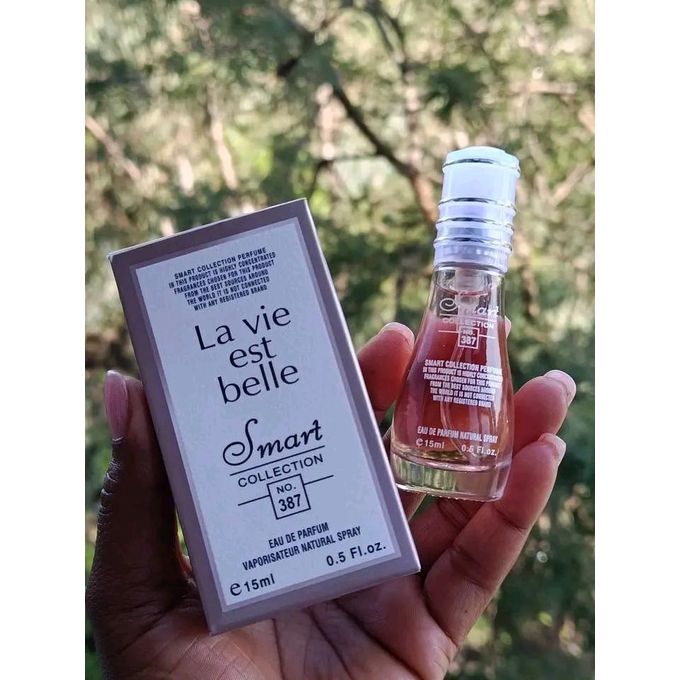 SMART COLLECTION PERFUME
IN THIS PRODUCT IS HIGHLY CONCENTRATED
FRAGRANCES CHOSEN FOR THIS PRODUCT
FROM THE BEST SOURCES AROUND
THE WORLD IT IS NOT CONNECTED
WITH ANY REGISTERED BRAND
La vie
est
belle
Smart
COLLECTION
NO.
387
EAU DE PARFUM
VAPORISATEUR NATURAL SPRAY
e 15ml 0.5 Fl.oz.
Smart
COLLECTION
NO.
387
SMART COLLECTION PERFUME
IN THIS PRODUCT IS HIGHLY CONCENTRATED
FRAGRANCES CHOSEN FOR THIS PRODUCT
FROM THE BEST SOURCES AROUND
THE WORLD IT IS NOT CONNECTED
WITH ANY REGISTERED BRAND
EAU DE PARFUM NATURAL SPRAY
e 15ml 0.5 Fl.oz.